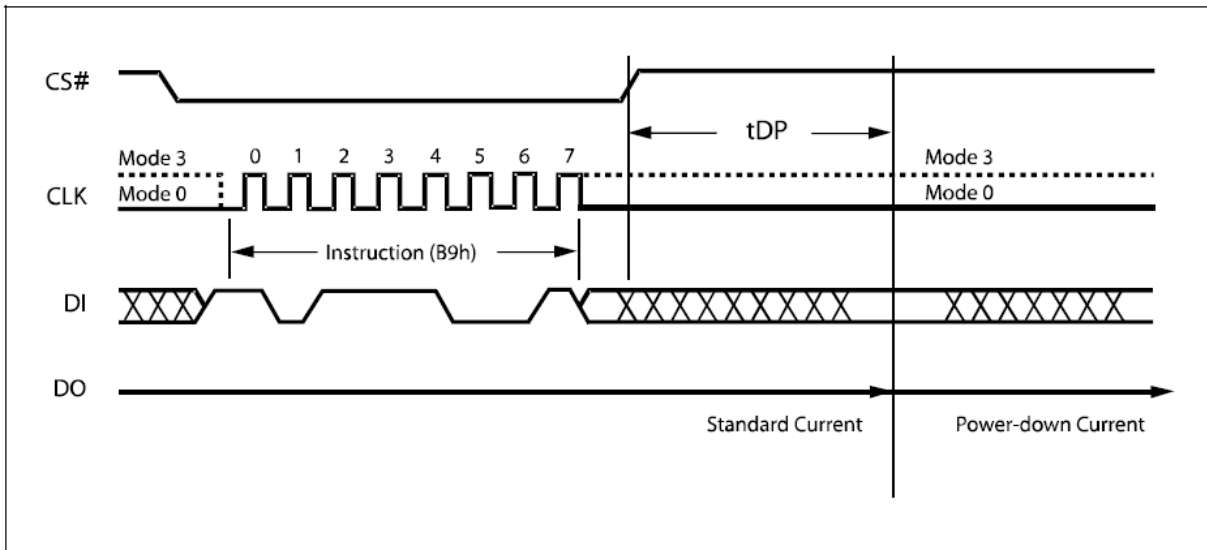 CS#
tDP
0 1 2 3 4 5 6 7
Mode 3
Mode 3
CLK
Mode 0
Mode 0
Instruction (B9h)
DI
DO
Standard Current
Power-down Current